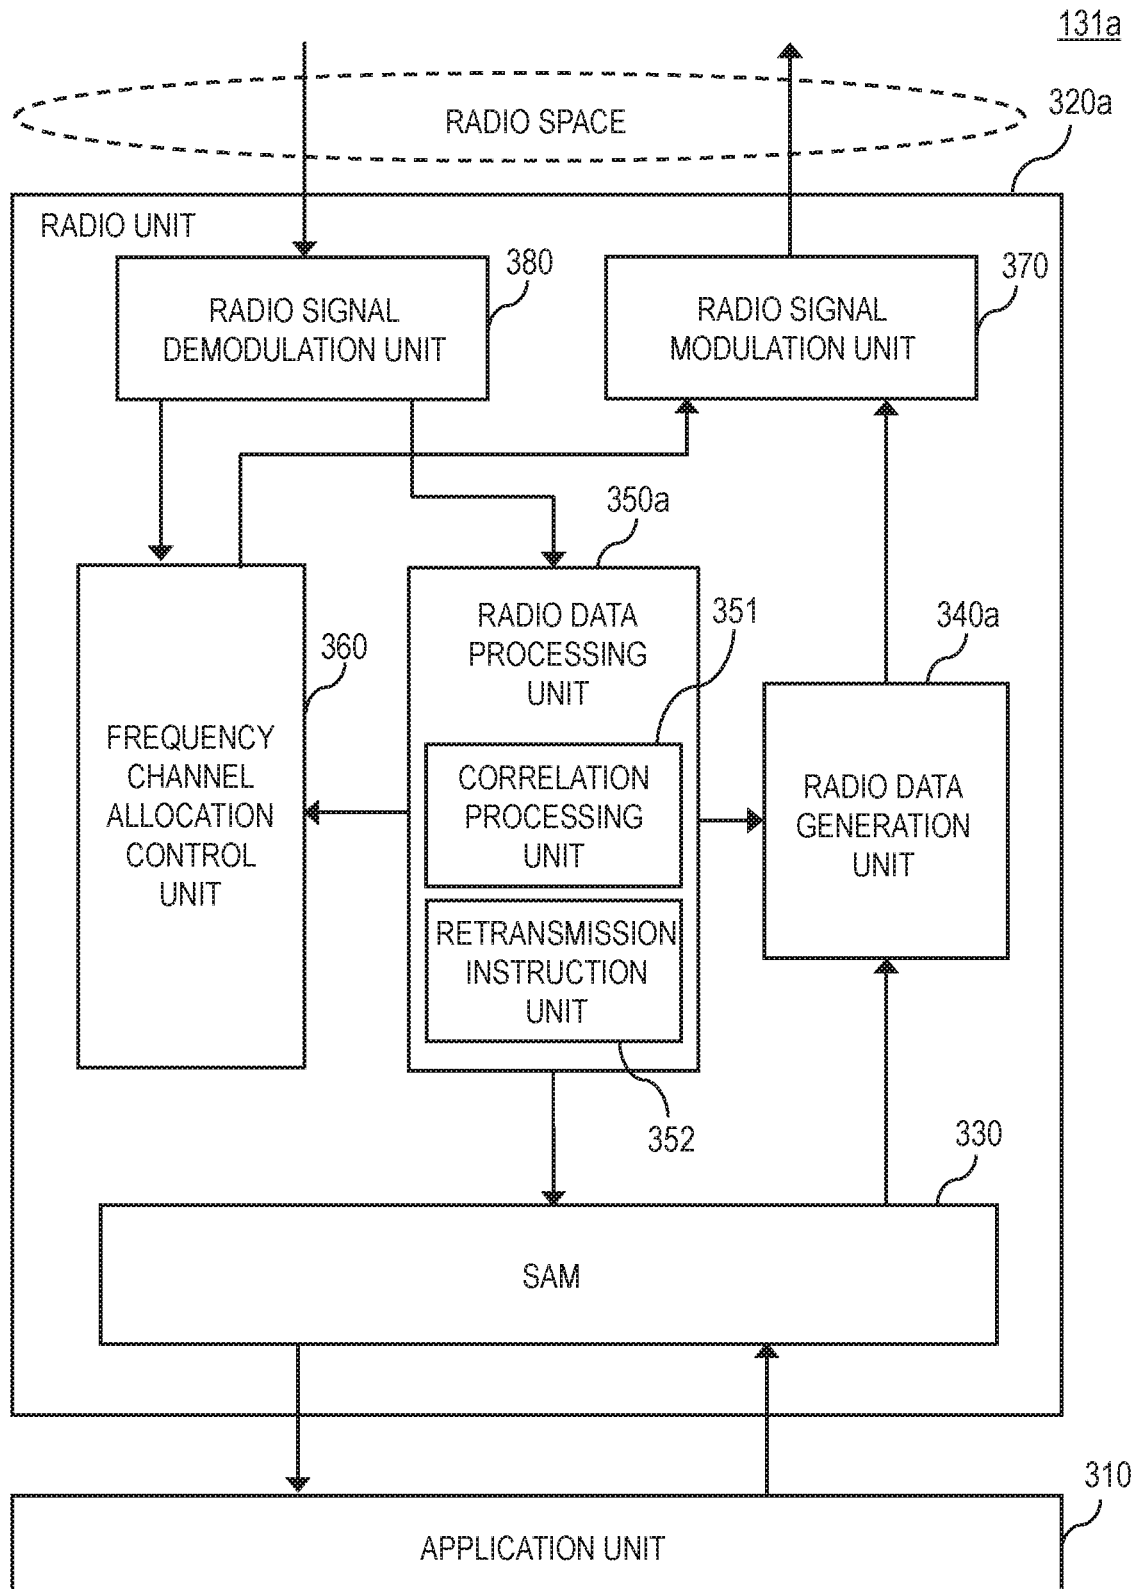 131a
RADIO SPACE
320a
RADIO UNIT
380
RADIO SIGNAL
DEMODULATION UNIT
370
RADIO SIGNAL
MODULATION UNIT
350a
RADIO DATA
PROCESSING
UNIT
351
340a
360
FREQUENCY
CHANNEL
ALLOCATION
CONTROL
UNIT
CORRELATION
PROCESSING
UNIT
RADIO DATA
GENERATION
UNIT
RETRANSMISSION
INSTRUCTION
UNIT
352
330
SAM
310
APPLICATION UNIT